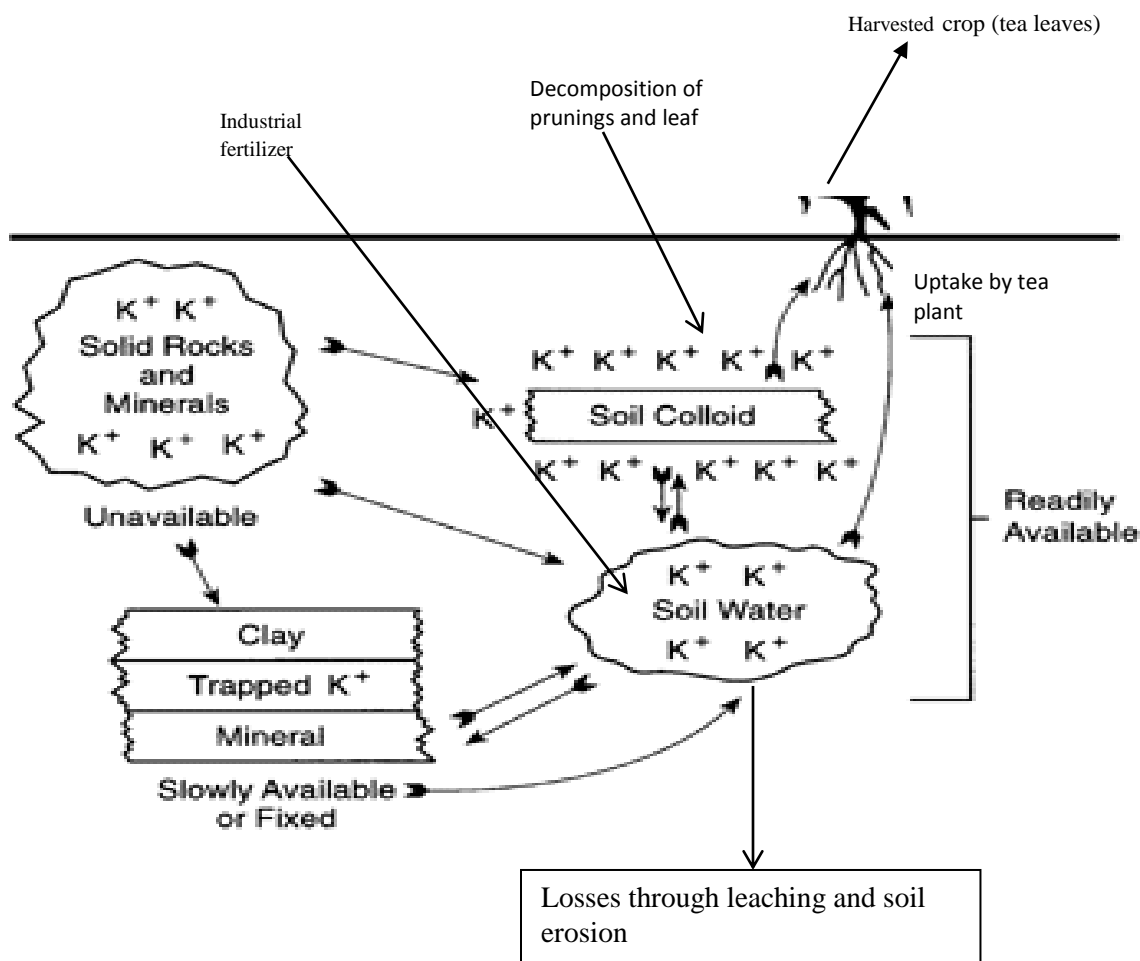 Harvested crop (tea leaves)
Decomposition of
prunings and leaf
Industrial
fertilizer
Uptake by tea
plant
K+ K+
Solid Rocks
and
Minerals
K+ K+ K+
Unavailable
K+ K+ K+ K+ K+
K+
Soil Colloid
K+ K+ K+ K+ K+
Readily
Available
K+ K+
Soil Water
K+ K+
Clay
Trapped K+
Mineral
Slowly Available
or Fixed
Losses through leaching and soil
erosion